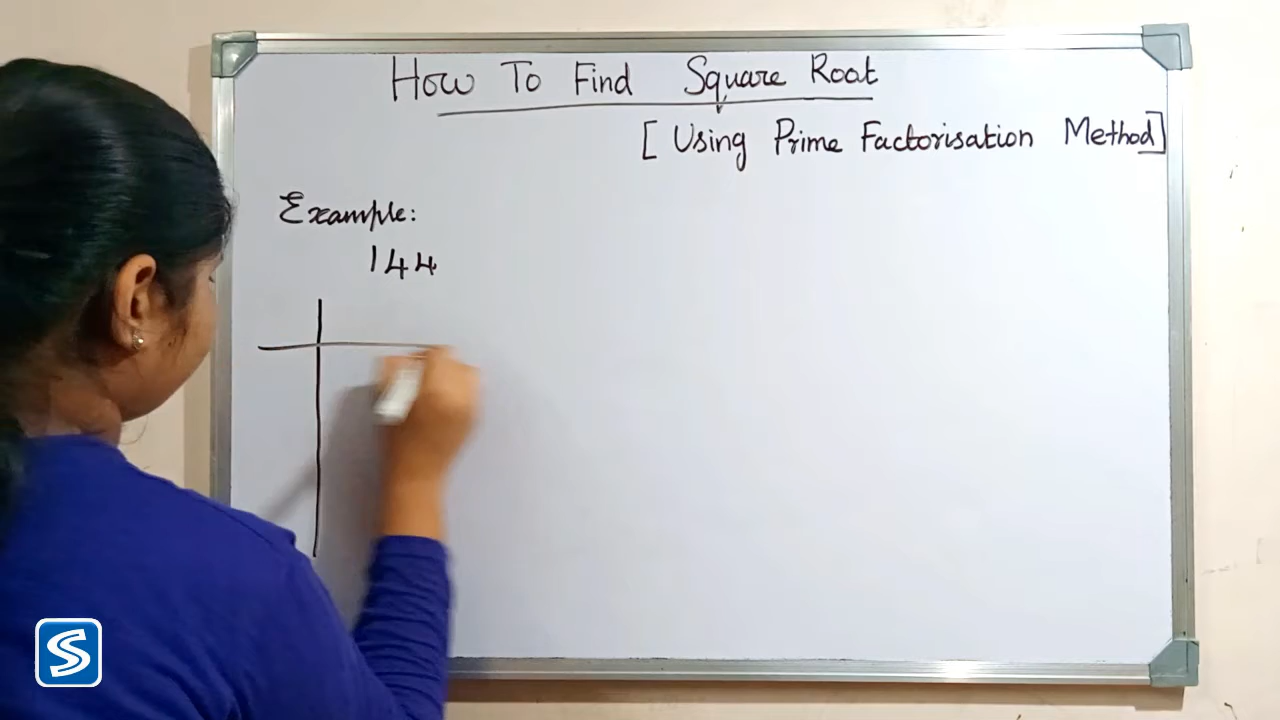 How To Find Square Root
[ Using Prime Factorisation Method]
Example:
144
S